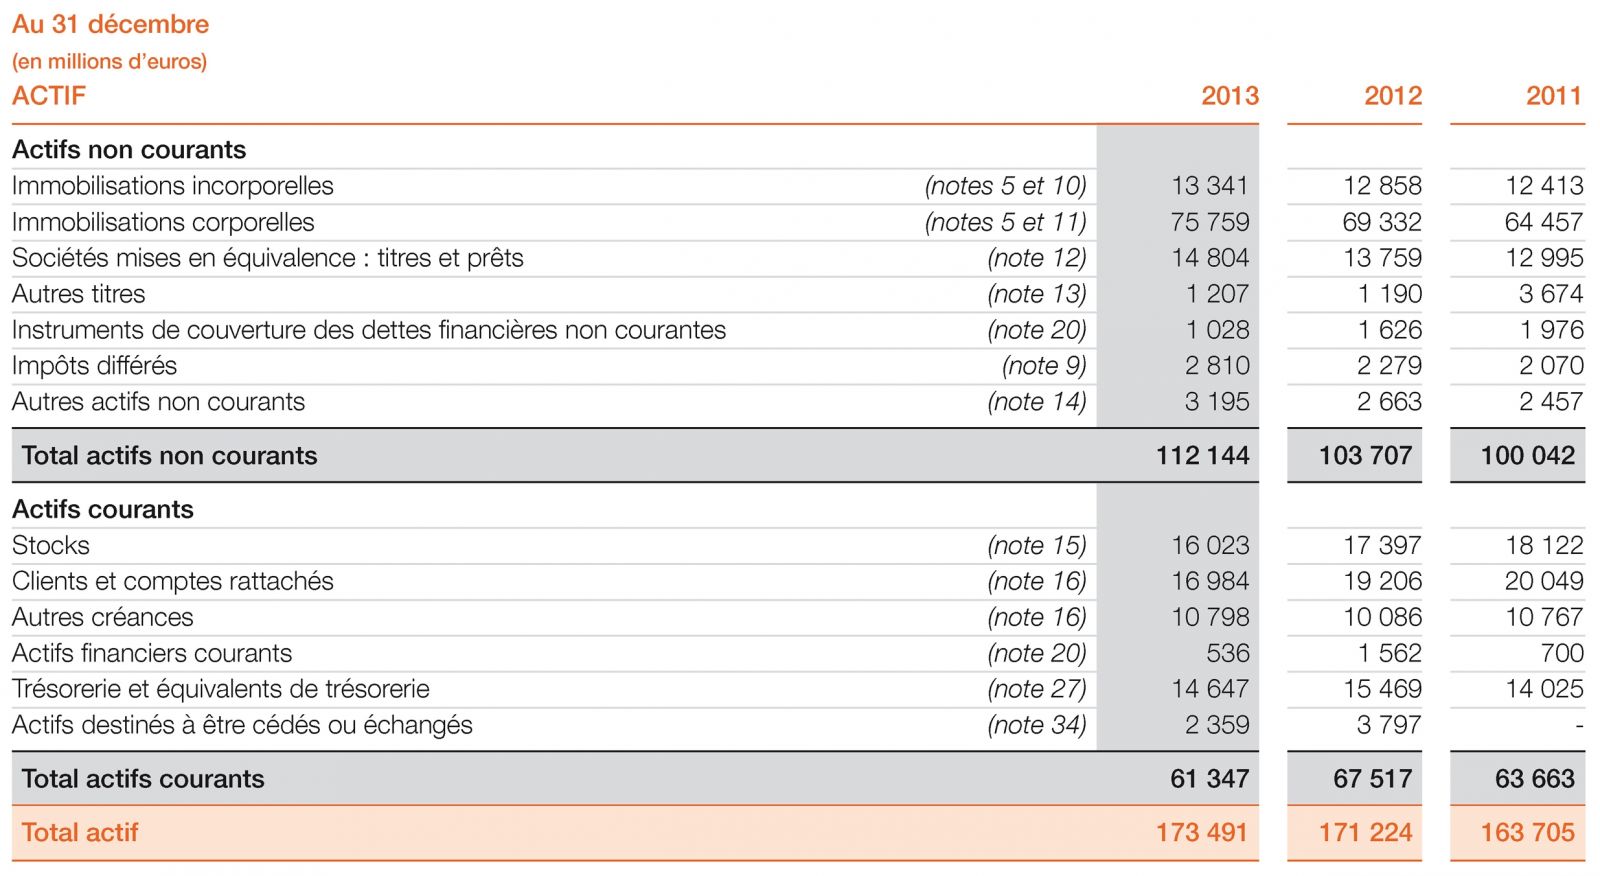 Au 31 décembre
(en millions d’euros)
ACTIF 2013 2012 2011
Actifs non courants
Immobilisations incorporelles (notes 5 et 10) 13 341 12 858 12 413
Immobilisations corporelles (notes 5 et 11) 75 759 69 332 64 457
Sociétés mises en équivalence : titres et prêts (note 12) 14 804 13 759 12 995
Autres titres (note 13) 1 207 1 190 3 674
Instruments de couverture des dettes financières non courantes (note 20) 1 028 1 626 1 976
Impôts différés (note 9) 2 810 2 279 2 070
Autres actifs non courants (note 14) 3 195 2 663 2 457
Total actifs non courants 112 144 103 707 100 042
Actifs courants
Stocks (note 15) 16 023 17 397 18 122
Clients et comptes rattachés (note 16) 16 984 19 206 20 049
Autres créances (note 16) 10 798 10 086 10 767
Actifs financiers courants (note 20) 536 1 562 700
Trésorerie et équivalents de trésorerie (note 27) 14 647 15 469 14 025
Actifs destinés à être cédés ou échangés (note 34) 2 359 3 797 -
Total actifs courants 61 347 67 517 63 663
Total actif 173 491 171 224 163 705